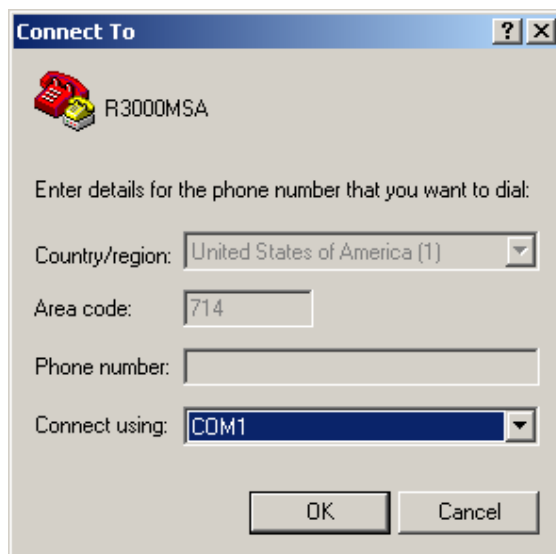 Connect To
R3000MSA
Enter details for the phone number that you want to dial:
Country/region: United States of America (1)
Area code: 714
Phone number:
Connect using: COM1
OK Cancel